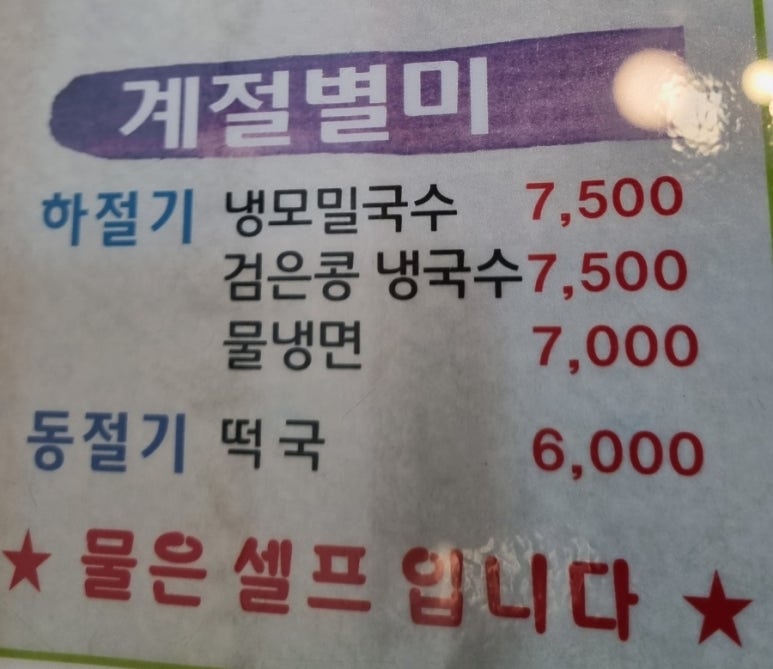 계절별미
하절기 냉모밀국수 7,500
검은콩 냉국수 7,500
물냉면 7,000
동절기 떡국 6,000
★ 물은 셀프 입니다 ★